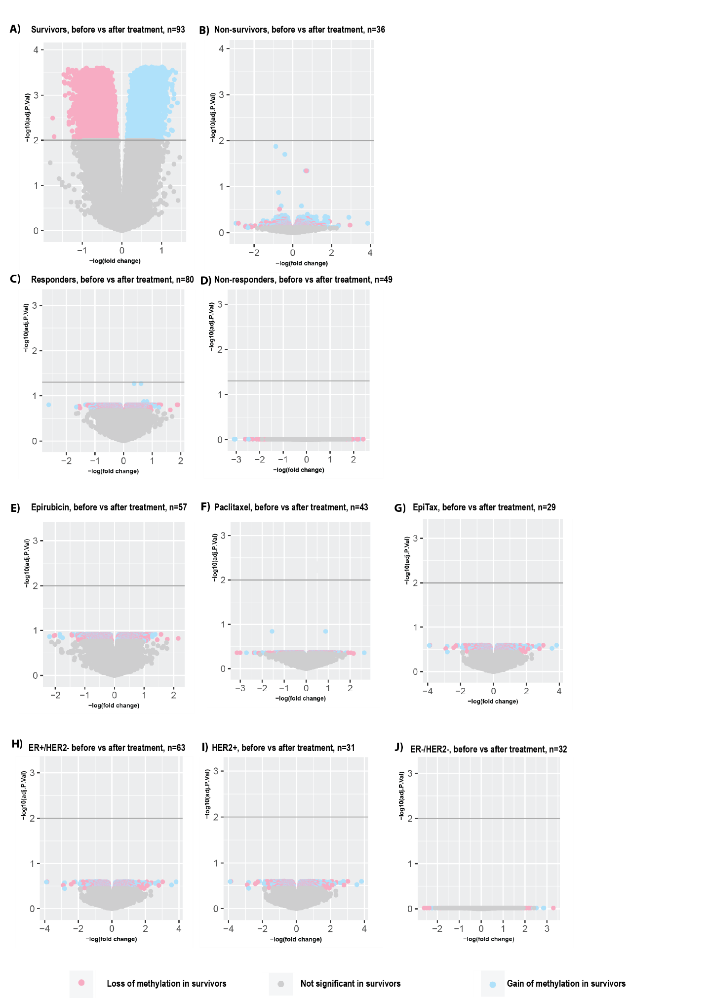 A) Survivors, before vs after treatment, n=93
B) Non-survivors, before vs after treatment, n=36
−log10(adj.P.Val)
4
3
2
1
0
−1 0 1
−log(fold change)
−log10(adj.P.Val)
4
3
2
1
0
−2 0 2 4
−log(fold change)
C) Responders, before vs after treatment, n=80
D) Non-responders, before vs after treatment, n=49
−log10(adj.P.Val)
3
2
1
0
−2 −1 0 1 2
−log(fold change)
−log10(adj.P.Val)
3
2
1
0
−3 −2 −1 0 1 2
−log(fold change)
E) Epirubicin, before vs after treatment, n=57
F) Paclitaxel, before vs after treatment, n=43
G) EpiTax, before vs after treatment, n=29
−log10(adj.P.Val)
3
2
1
0
−2 −1 0 1 2
−log(fold change)
−log10(adj.P.Val)
3
2
1
0
−3 −2 −1 0 1 2
−log(fold change)
−log10(adj.P.Val)
3
2
1
0
−4 −2 0 2 4
−log(fold change)
H) ER+/HER2- before vs after treatment, n=63
I) HER2+, before vs after treatment, n=31
J) ER-/HER2-, before vs after treatment, n=32
−log10(adj.P.Val)
3
2
1
0
−4 −2 0 2 4
−log(fold change)
−log10(adj.P.Val)
3
2
1
0
−4 −2 0 2 4
−log(fold change)
−log10(adj.P.Val)
3
2
1
0
−2 −1 0 1 2 3
−log(fold change)
Loss of methylation in survivors
Not significant in survivors
Gain of methylation in survivors